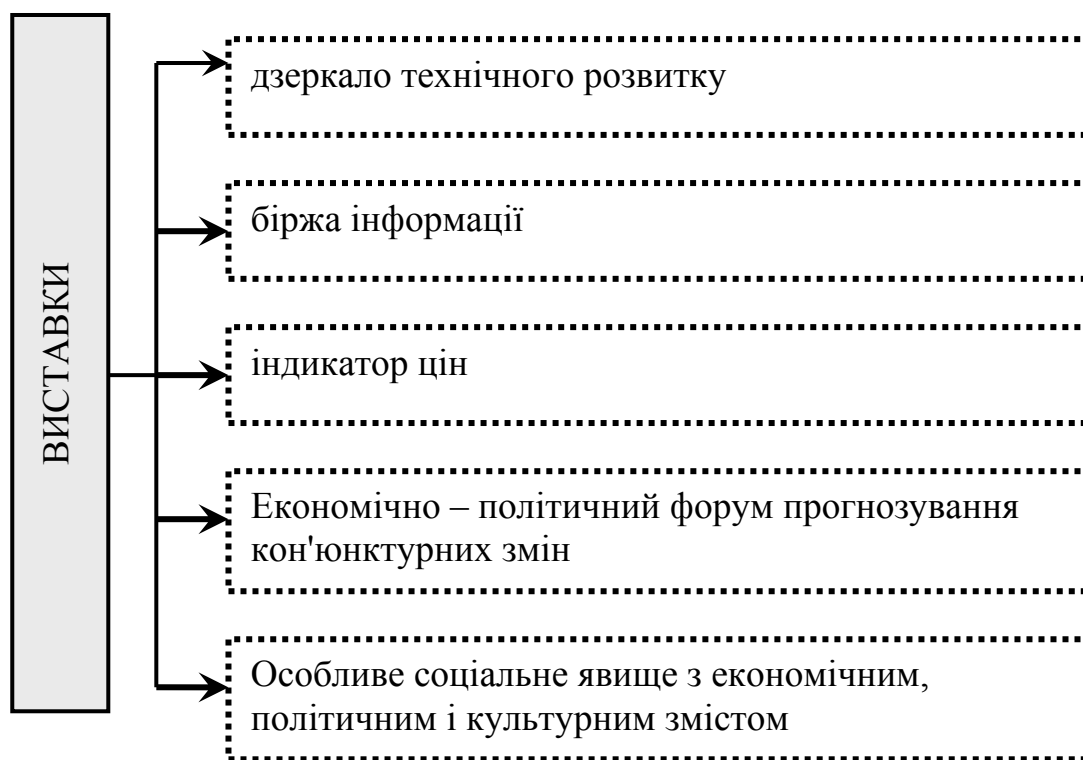 ВИСТАВКИ
дзеркало технічного розвитку
біржа інформації
індикатор цін
Економічно – політичний форум прогнозування
кон'юнктурних змін
Особливе соціальне явище з економічним,
політичним і культурним змістом